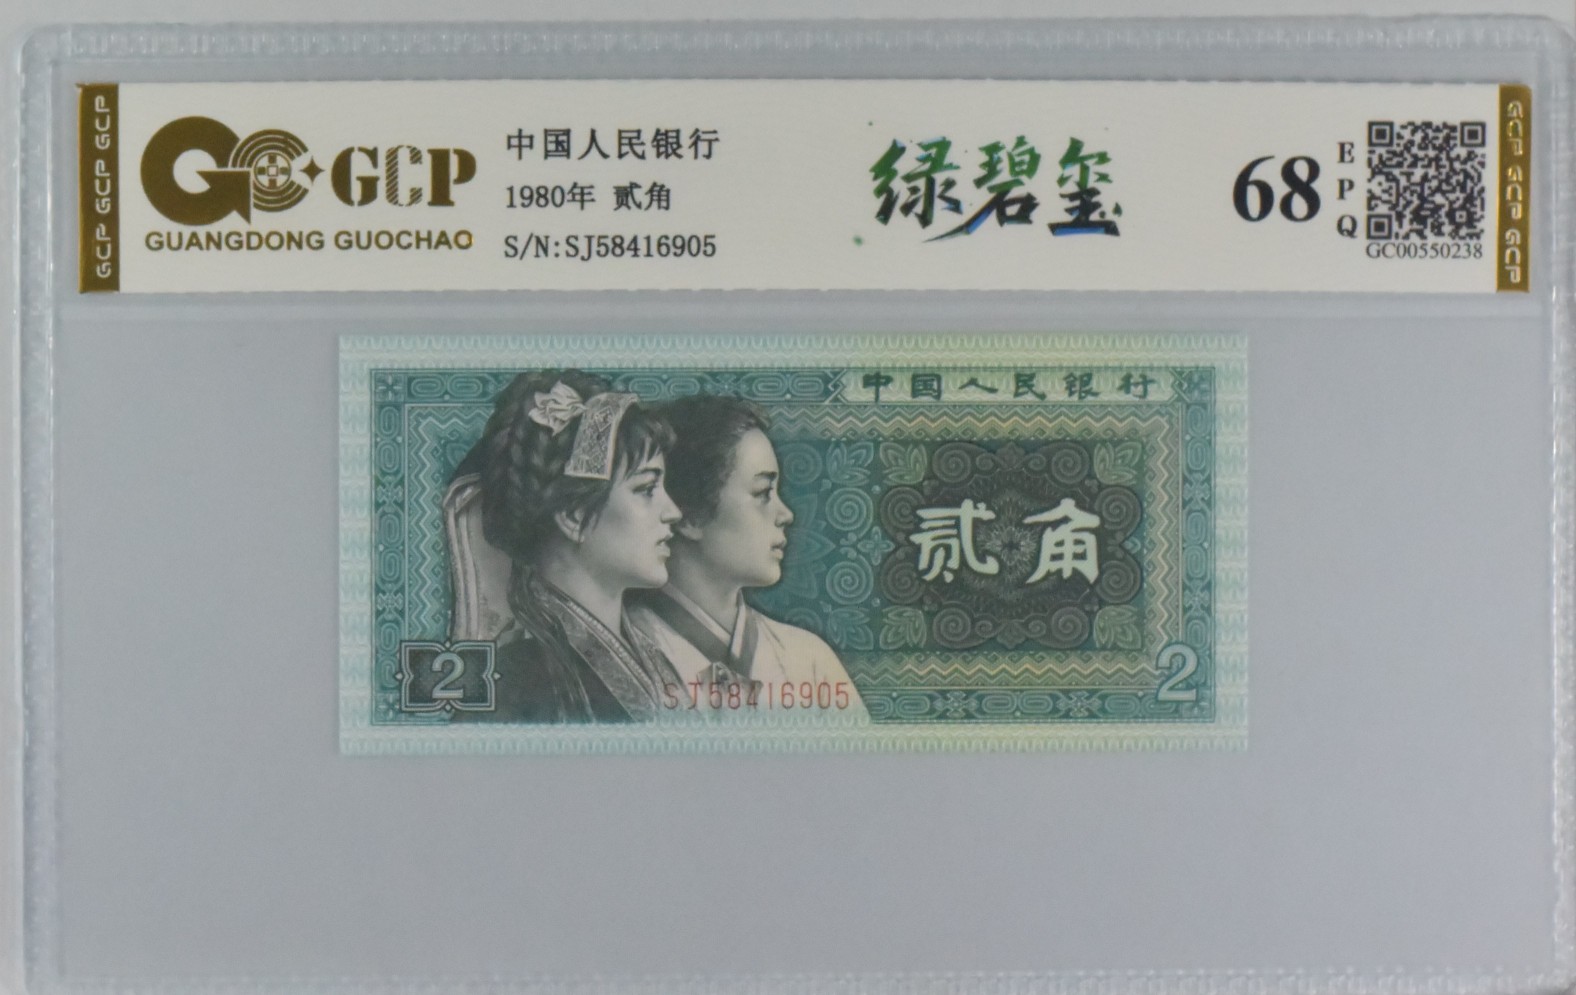 GCP GCP GCP
GCP
GUANGDONG GUOCHAO
中国人民银行
1980年 贰角
S/N:SJ58416905
绿碧玺
68
EPQ
GC00550238
GCP GCP GCP
中国人民银行
贰角
2
2
SJ58416905